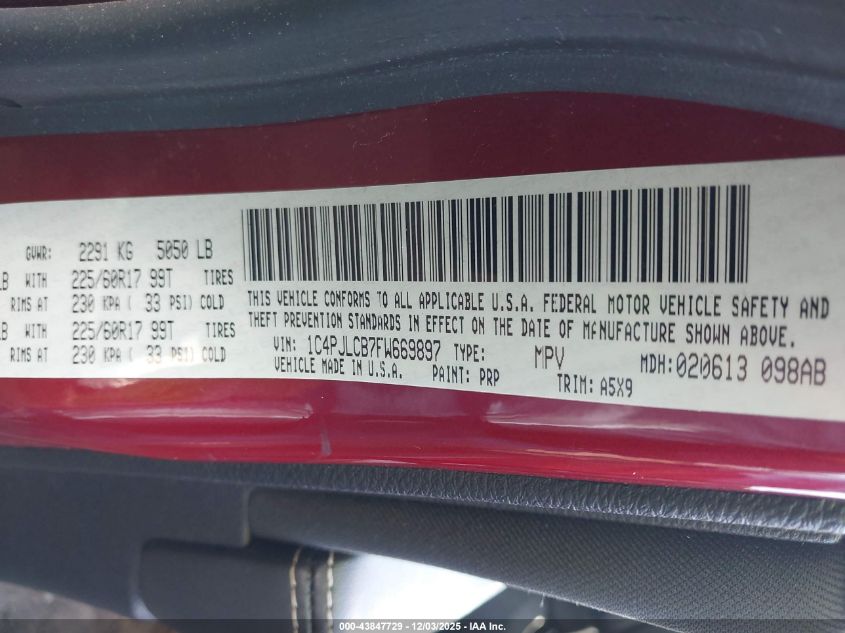 GVWR: 2291 KG 5050 LB
LB WITH 225/60R17 99T TIRES
RIMS AT 230 KPA ( 33 PSI) COLD
LB WITH 225/60R17 99T TIRES
RIMS AT 230 KPA ( 33 PSI) COLD
THIS VEHICLE CONFORMS TO ALL APPLICABLE U.S.A. FEDERAL MOTOR VEHICLE SAFETY AND
THEFT PREVENTION STANDARDS IN EFFECT ON THE DATE OF MANUFACTURE SHOWN ABOVE.
VIN: 1C4PJLCB7FW669897 TYPE: MPV MDH:020613 098AB
VEHICLE MADE IN U.S.A. PAINT: PRP TRIM: A5X9
000-43847729 - 12/03/2025 - IAA Inc.